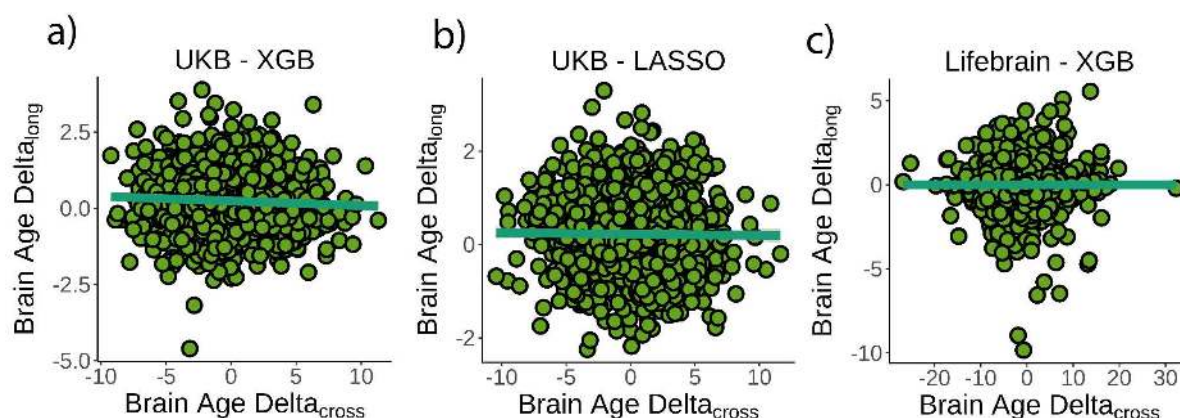 a)
UKB - XGB
Brain Age Delta_long
2.5
0.0
-2.5
-5.0
-10
-5
0
5
10
Brain Age Delta_cross
b)
UKB - LASSO
Brain Age Delta_long
2
0
-2
-10
-5
0
5
10
Brain Age Delta_cross
c)
Lifebrain - XGB
Brain Age Delta_long
5
0
-5
-10
-20
-10
0
10
20
30
Brain Age Delta_cross